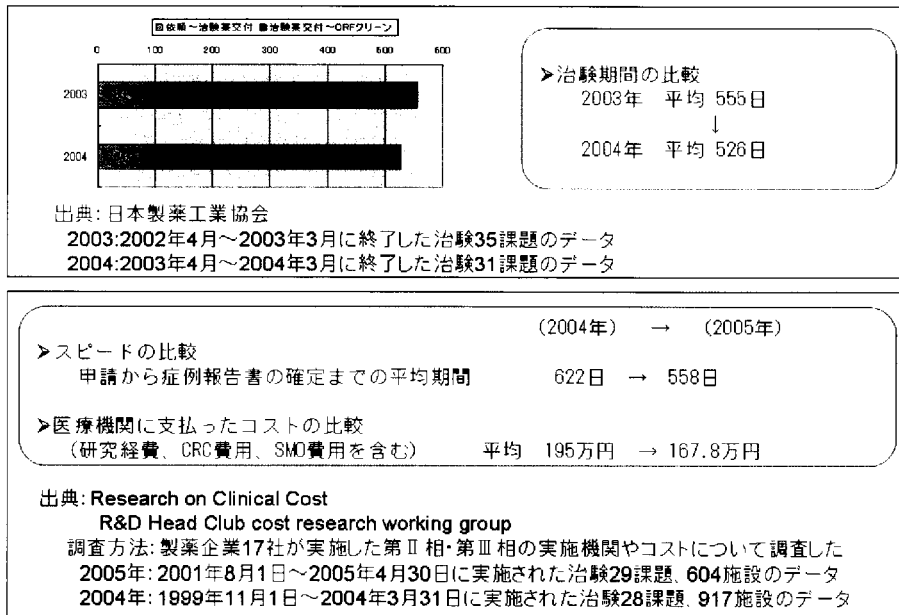 図依頼~治験薬交付 ■治験薬交付~CRFクリーン
0 100 200 300 400 500 600
2003
2004
➤治験期間の比較
2003年 平均 555日
↓
2004年 平均 526日
出典: 日本製薬工業協会
2003:2002年4月~2003年3月に終了した治験35課題のデータ
2004:2003年4月~2004年3月に終了した治験31課題のデータ
(2004年) → (2005年)
➤スピードの比較
申請から症例報告書の確定までの平均期間 622日 → 558日
➤医療機関に支払ったコストの比較
(研究経費、CRC費用、SMO費用を含む) 平均 195万円 → 167.8万円
出典: Research on Clinical Cost
R&D Head Club cost research working group
調査方法: 製薬企業17社が実施した第Ⅱ相・第Ⅲ相の実施機関やコストについて調査した
2005年: 2001年8月1日~2005年4月30日に実施された治験29課題、604施設のデータ
2004年: 1999年11月1日~2004年3月31日に実施された治験28課題、917施設のデータ